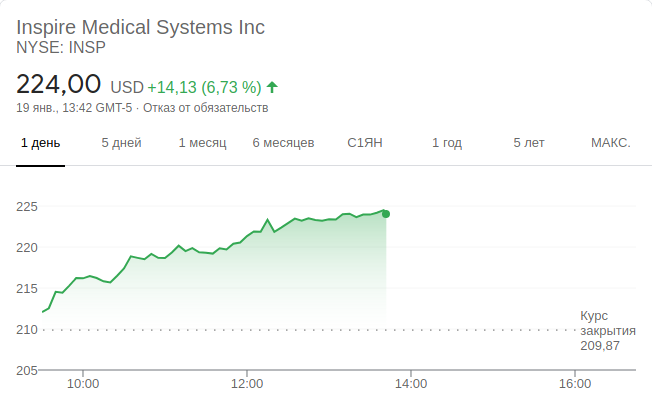 Inspire Medical Systems Inc
NYSE: INSP
224,00 USD +14,13 (6,73 %)
19 янв., 13:42 GMT-5 · Отказ от обязательств
1 день 5 дней 1 месяц 6 месяцев С1ЯН 1 год 5 лет МАКС.
225
220
215
210
205
Курс
закрытия
209,87
10:00 12:00 14:00 16:00